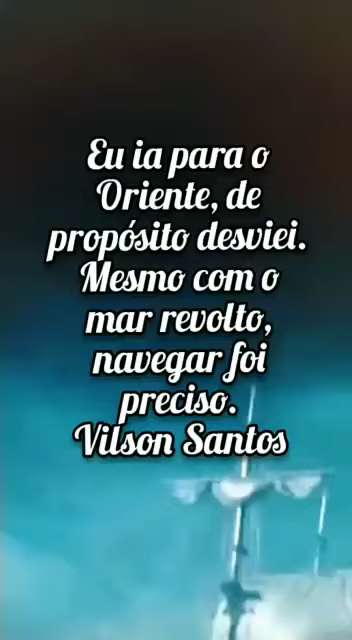 Eu ia para o
Oriente, de
propósito desviei.
Mesmo com o
mar revolto,
navegar foi
preciso.
Vilson Santos